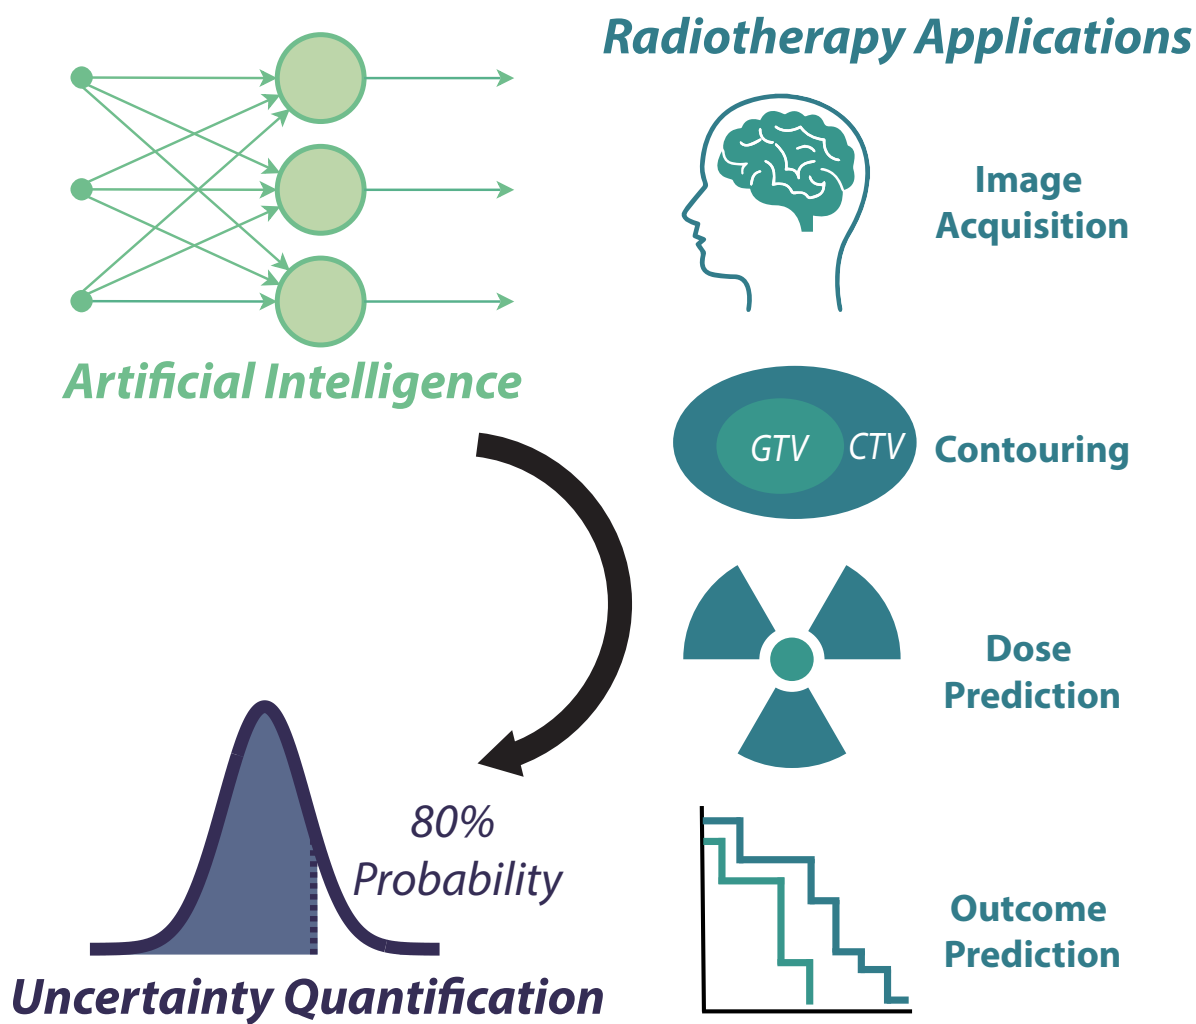 Radiotherapy Applications
Image
Acquisition
Artificial Intelligence
GTV CTV Contouring
Dose
Prediction
80%
Probability
Outcome
Prediction
Uncertainty Quantification